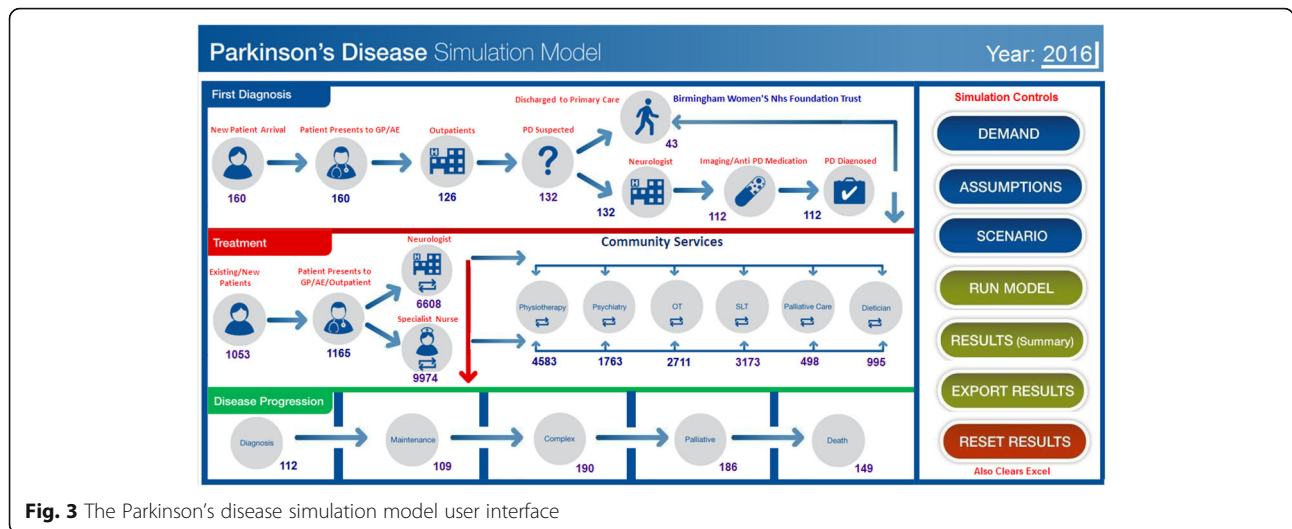 Parkinson's Disease Simulation Model
Year: 2016
First Diagnosis
Discharged to Primary Care
Birmingham Women'S Nhs Foundation Trust
New Patient Arrival
Patient Presents to GP/AE
Outpatients
PD Suspected
43
Neurologist
Imaging/Anti PD Medication
PD Diagnosed
H
H
?
160
160
126
132
132
112
112
Treatment
Neurologist
Community Services
Existing/New
Patients
Patient Presents to
GP/AE/Outpatient
H
6608
Specialist Nurse
Physiotherapy
Psychiatry
OT
SLT
Palliative Care
Dietician
1053
1165
9974
4583
1763
2711
3173
498
995
Disease Progression
Diagnosis
Maintenance
Complex
Palliative
Death
112
109
190
186
149
Simulation Controls
DEMAND
ASSUMPTIONS
SCENARIO
RUN MODEL
RESULTS (Summary)
EXPORT RESULTS
RESET RESULTS
Also Clears Excel
Fig. 3 The Parkinson's disease simulation model user interface